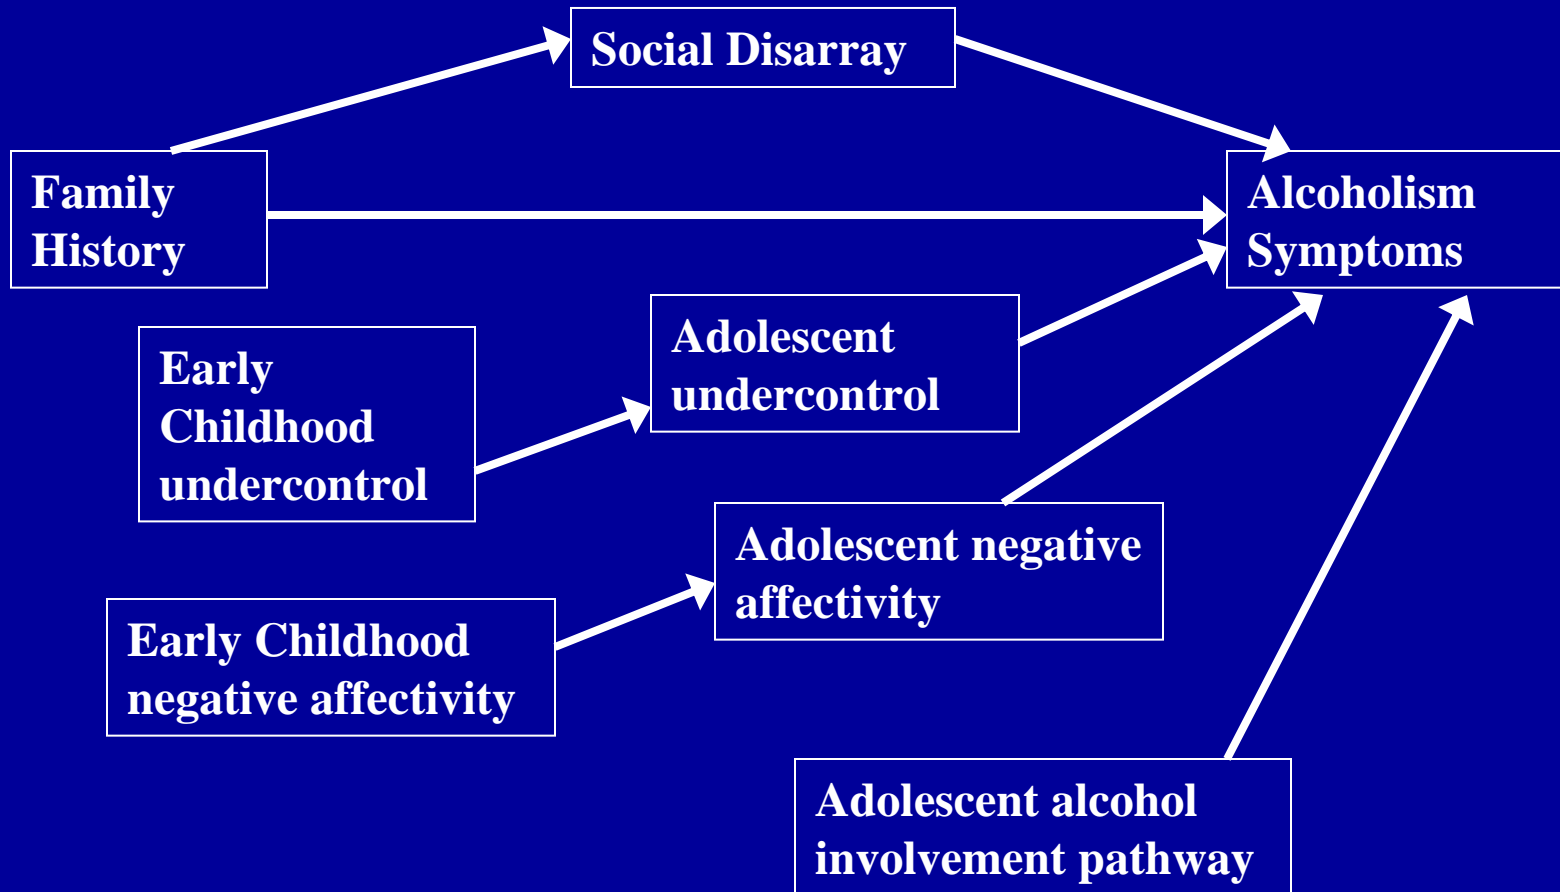 Social Disarray
Family
History
Alcoholism
Symptoms
Adolescent
undercontrol
Early
Childhood
undercontrol
Adolescent negative
affectivity
Early Childhood
negative affectivity
Adolescent alcohol
involvement pathway